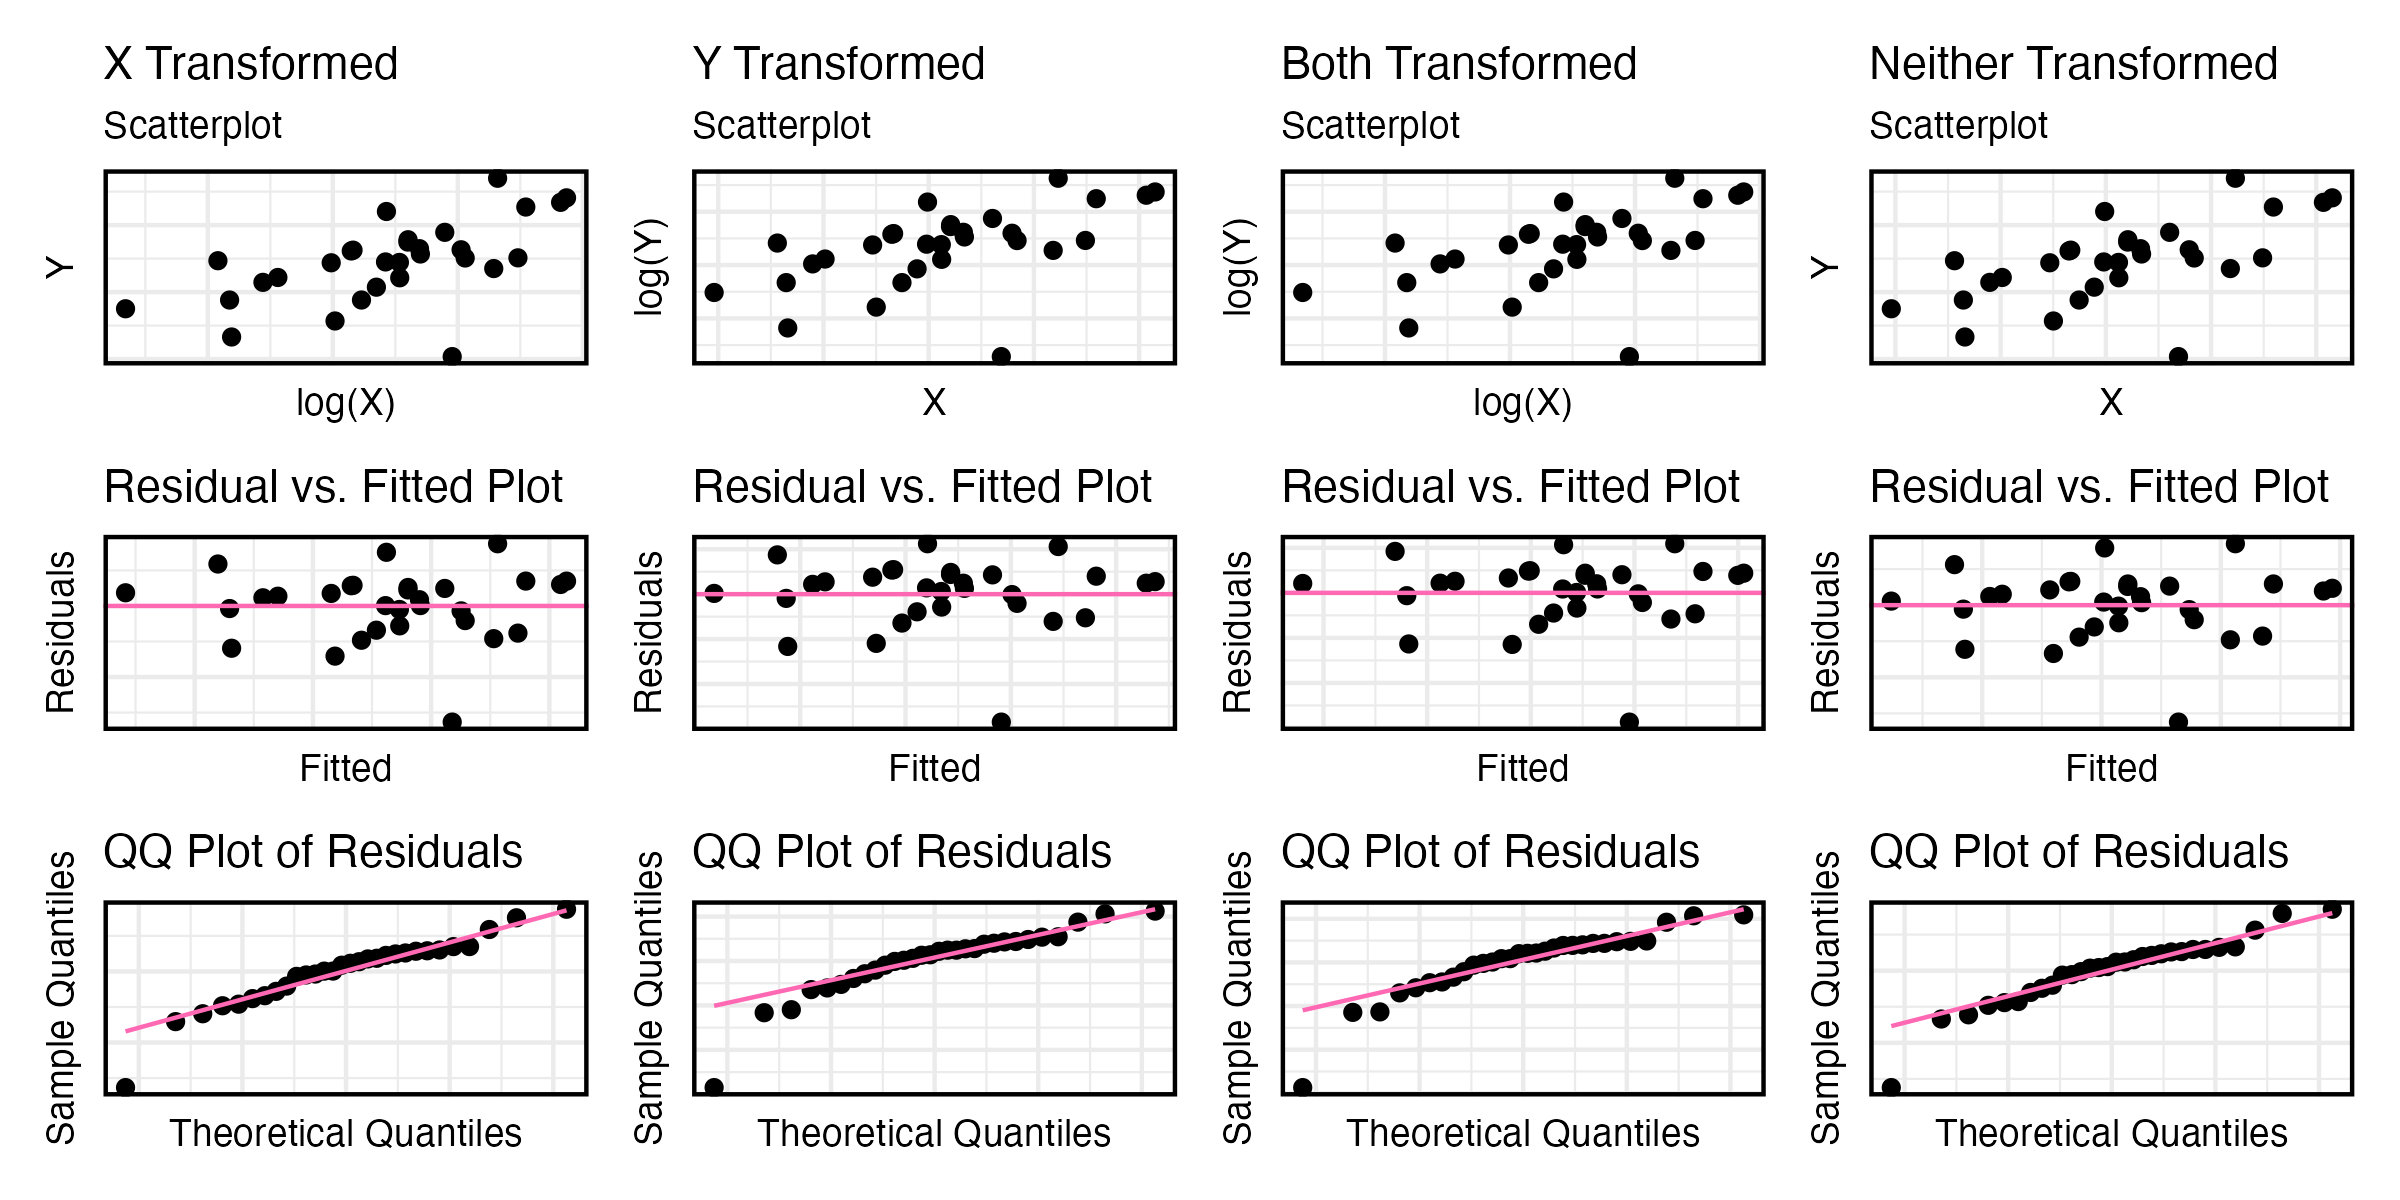 X Transformed
Scatterplot
Y
log(X)
Residual vs. Fitted Plot
Residuals
Fitted
QQ Plot of Residuals
Sample Quantiles
Theoretical Quantiles
Y Transformed
Scatterplot
log(Y)
X
Residual vs. Fitted Plot
Residuals
Fitted
QQ Plot of Residuals
Sample Quantiles
Theoretical Quantiles
Both Transformed
Scatterplot
log(Y)
log(X)
Residual vs. Fitted Plot
Residuals
Fitted
QQ Plot of Residuals
Sample Quantiles
Theoretical Quantiles
Neither Transformed
Scatterplot
Y
X
Residual vs. Fitted Plot
Residuals
Fitted
QQ Plot of Residuals
Sample Quantiles
Theoretical Quantiles